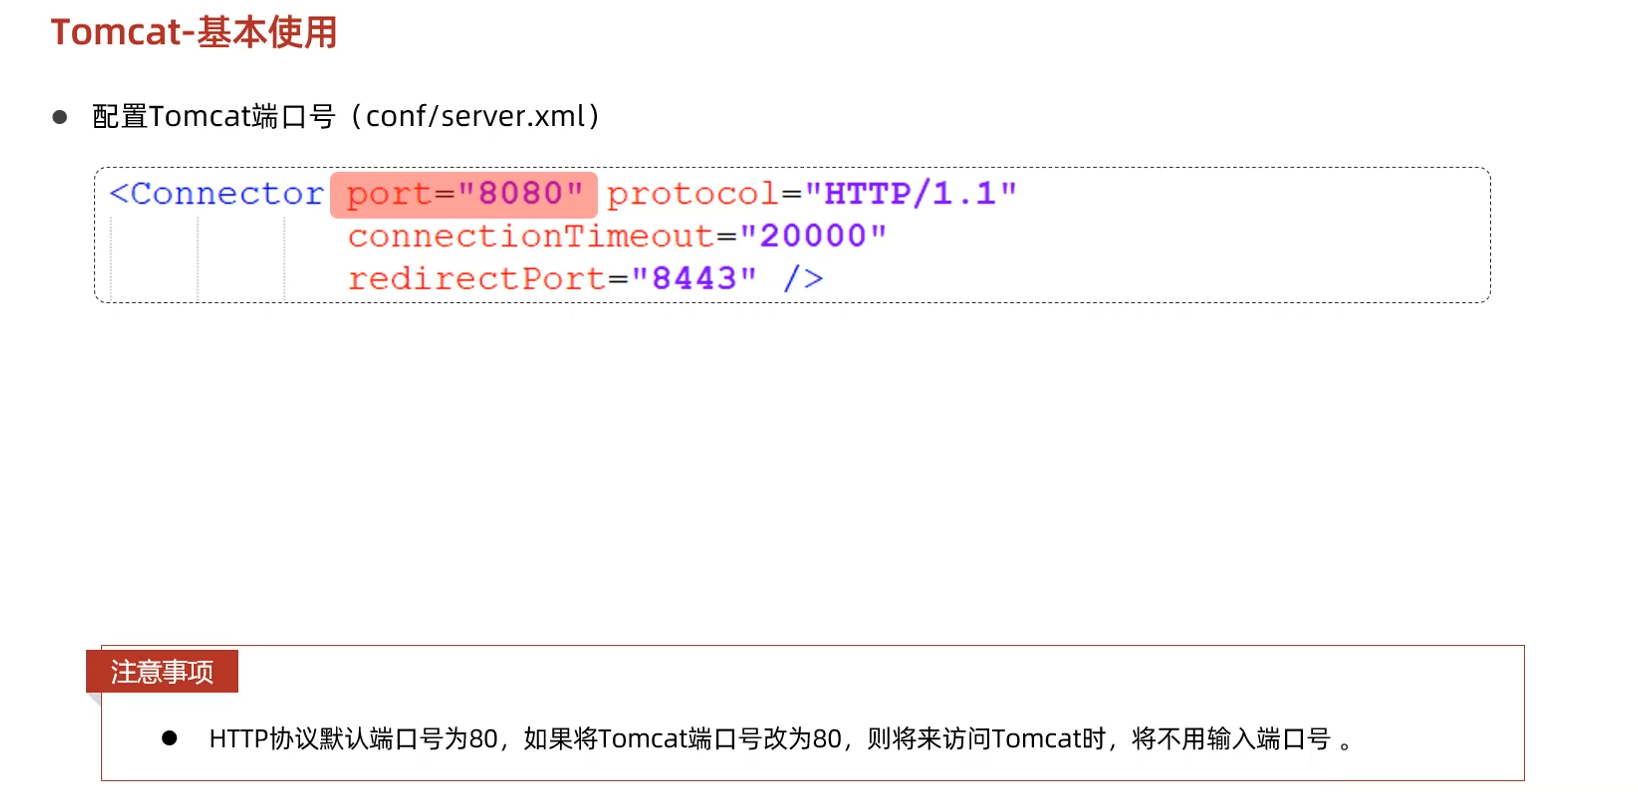 Tomcat-基本使用
● 配置Tomcat端口号（conf/server.xml）
<Connector port="8080" protocol="HTTP/1.1"
connectionTimeout="20000"
redirectPort="8443" />
注意事项
● HTTP协议默认端口号为80，如果将Tomcat端口号改为80，则将来访问Tomcat时，将不用输入端口号 。